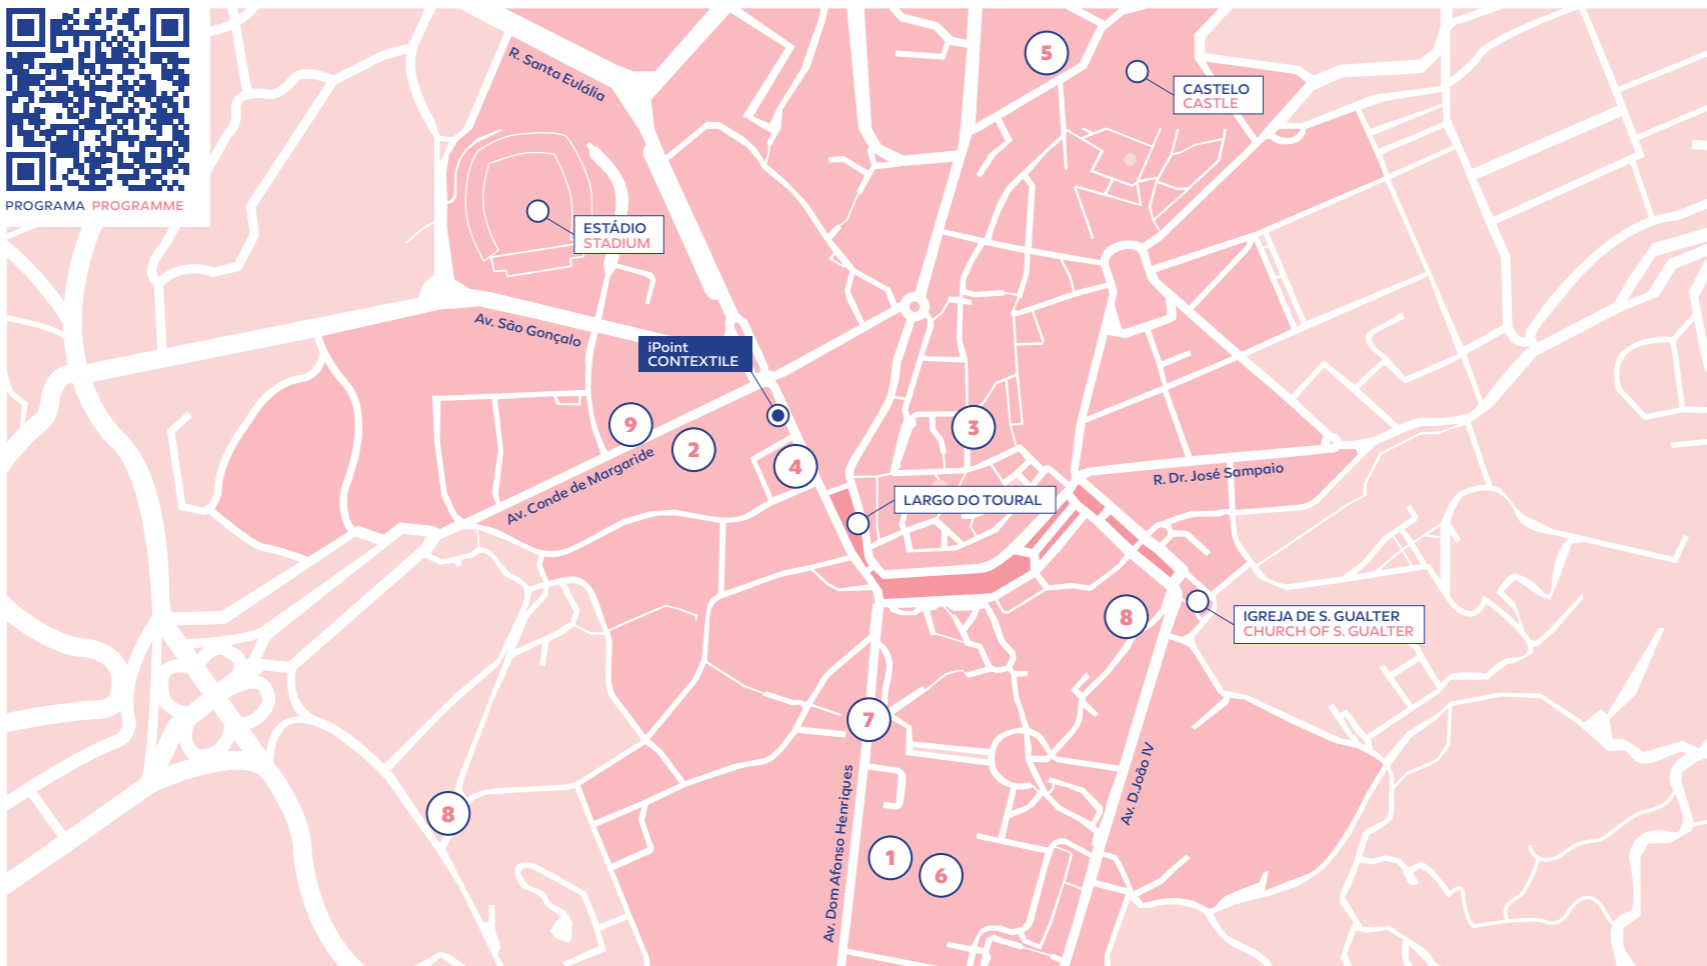 PROGRAMA PROGRAMME
R. Santa Eulália
5
CASTELO
CASTLE
ESTÁDIO
STADIUM
Av. São Gonçalo
iPoint
CONTEXTILE
9
2
4
3
Av. Conde de Margaride
LARGO DO TOURAL
R. Dr. José Sampaio
8
IGREJA DE S. GUALTER
CHURCH OF S. GUALTER
7
Av. D.João IV
8
Av. Dom Afonso Henriques
1
6